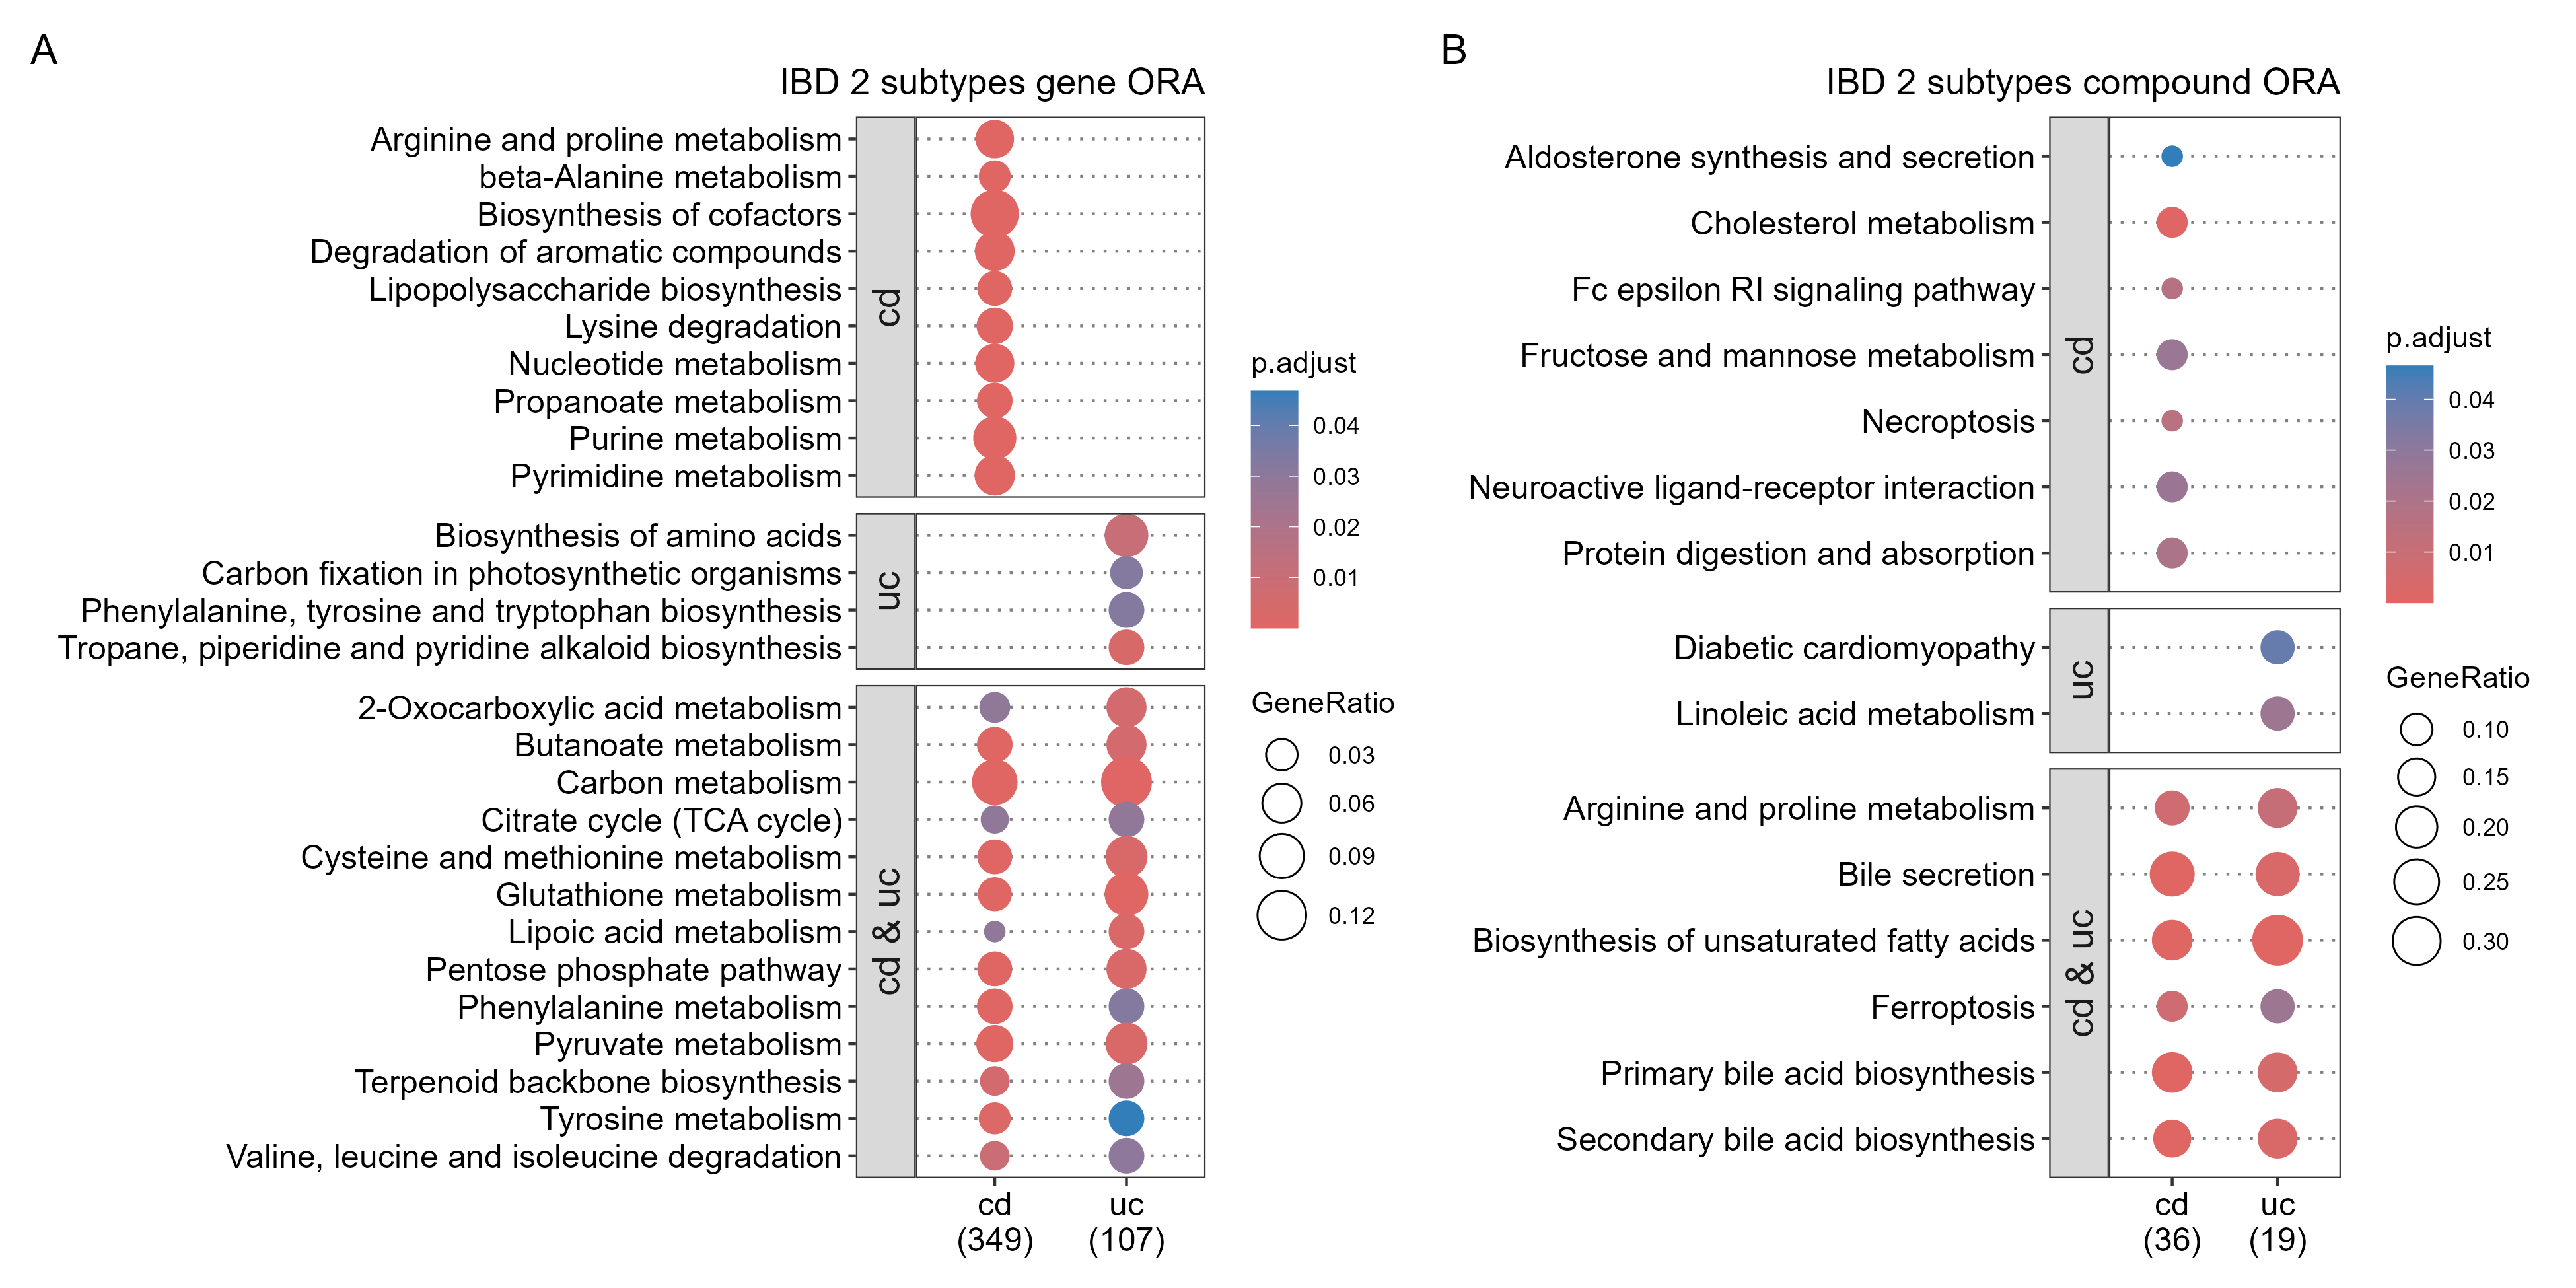 A
IBD 2 subtypes gene ORA
Arginine and proline metabolism
beta-Alanine metabolism
Biosynthesis of cofactors
Degradation of aromatic compounds
Lipopolysaccharide biosynthesis
Lysine degradation
Nucleotide metabolism
Propanoate metabolism
Purine metabolism
Pyrimidine metabolism
cd
Biosynthesis of amino acids
Carbon fixation in photosynthetic organisms
Phenylalanine, tyrosine and tryptophan biosynthesis
Tropane, piperidine and pyridine alkaloid biosynthesis
uc
2-Oxocarboxylic acid metabolism
Butanoate metabolism
Carbon metabolism
Citrate cycle (TCA cycle)
Cysteine and methionine metabolism
Glutathione metabolism
Lipoic acid metabolism
Pentose phosphate pathway
Phenylalanine metabolism
Pyruvate metabolism
Terpenoid backbone biosynthesis
Tyrosine metabolism
Valine, leucine and isoleucine degradation
cd & uc
cd
(349)
uc
(107)
p.adjust
0.04
0.03
0.02
0.01
GeneRatio
0.03
0.06
0.09
0.12
B
IBD 2 subtypes compound ORA
Aldosterone synthesis and secretion
Cholesterol metabolism
Fc epsilon RI signaling pathway
Fructose and mannose metabolism
Necroptosis
Neuroactive ligand-receptor interaction
Protein digestion and absorption
cd
Diabetic cardiomyopathy
Linoleic acid metabolism
uc
Arginine and proline metabolism
Bile secretion
Biosynthesis of unsaturated fatty acids
Ferroptosis
Primary bile acid biosynthesis
Secondary bile acid biosynthesis
cd & uc
cd
(36)
uc
(19)
p.adjust
0.04
0.03
0.02
0.01
GeneRatio
0.10
0.15
0.20
0.25
0.30